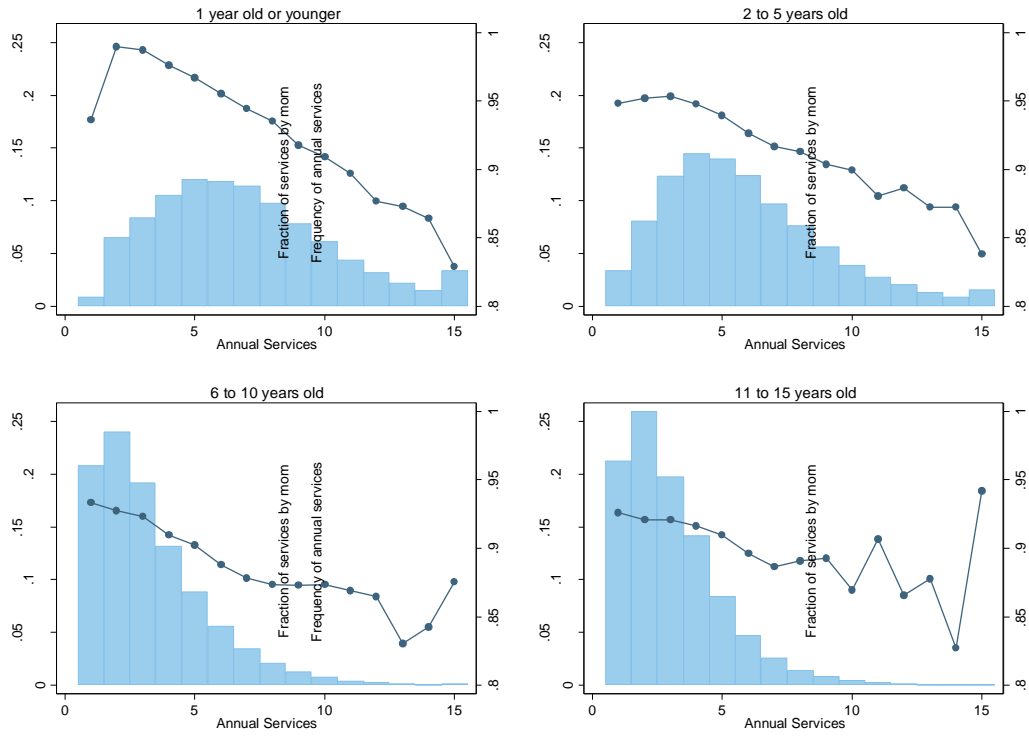 1 year old or younger
0 .05 .1 .15 .2 .25
Frequency of annual services
.8 .85 .9 .95 1
Fraction of services by mom
0 5 10 15
Annual Services
2 to 5 years old
0 .05 .1 .15 .2 .25
.8 .85 .9 .95 1
Fraction of services by mom
0 5 10 15
Annual Services
6 to 10 years old
0 .05 .1 .15 .2 .25
Frequency of annual services
.8 .85 .9 .95 1
Fraction of services by mom
0 5 10 15
Annual Services
11 to 15 years old
0 .05 .1 .15 .2 .25
.8 .85 .9 .95 1
Fraction of services by mom
0 5 10 15
Annual Services